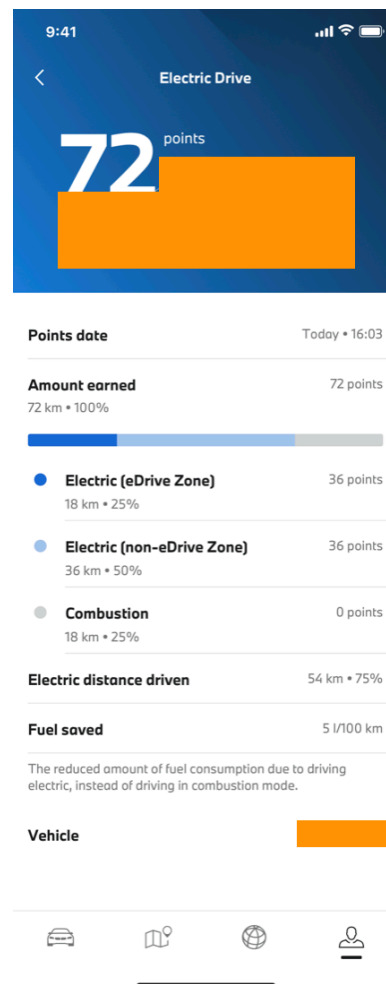 9:41
Electric Drive
72 points
Points date Today • 16:03
Amount earned 72 points
72 km • 100%
Electric (eDrive Zone) 36 points
18 km • 25%
Electric (non-eDrive Zone) 36 points
36 km • 50%
Combustion 0 points
18 km • 25%
Electric distance driven 54 km • 75%
Fuel saved 5 l/100 km
The reduced amount of fuel consumption due to driving
electric, instead of driving in combustion mode.
Vehicle